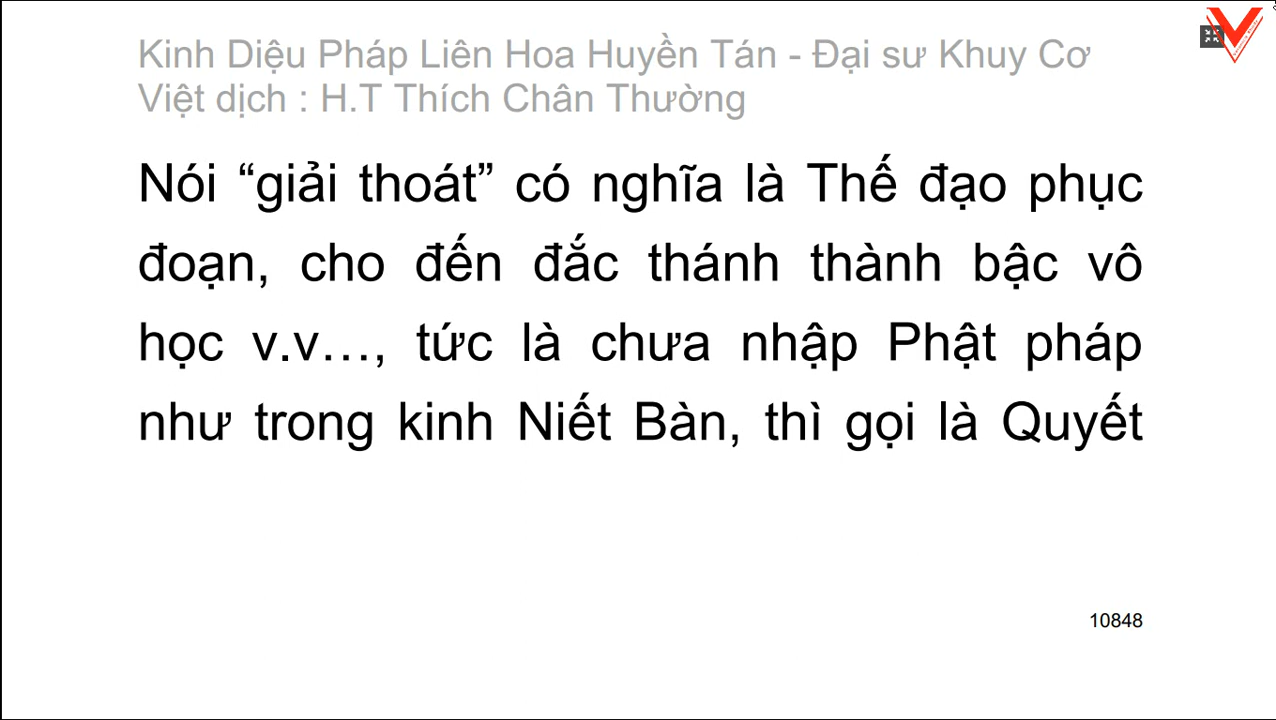 Kinh Diệu Pháp Liên Hoa Huyền Tán - Đại sư Khuy Cơ
Việt dịch : H.T Thích Chân Thường
Nói “giải thoát” có nghĩa là Thế đạo phục
đoạn, cho đến đắc thánh thành bậc vô
học v.v…, tức là chưa nhập Phật pháp
như trong kinh Niết Bàn, thì gọi là Quyết
10848